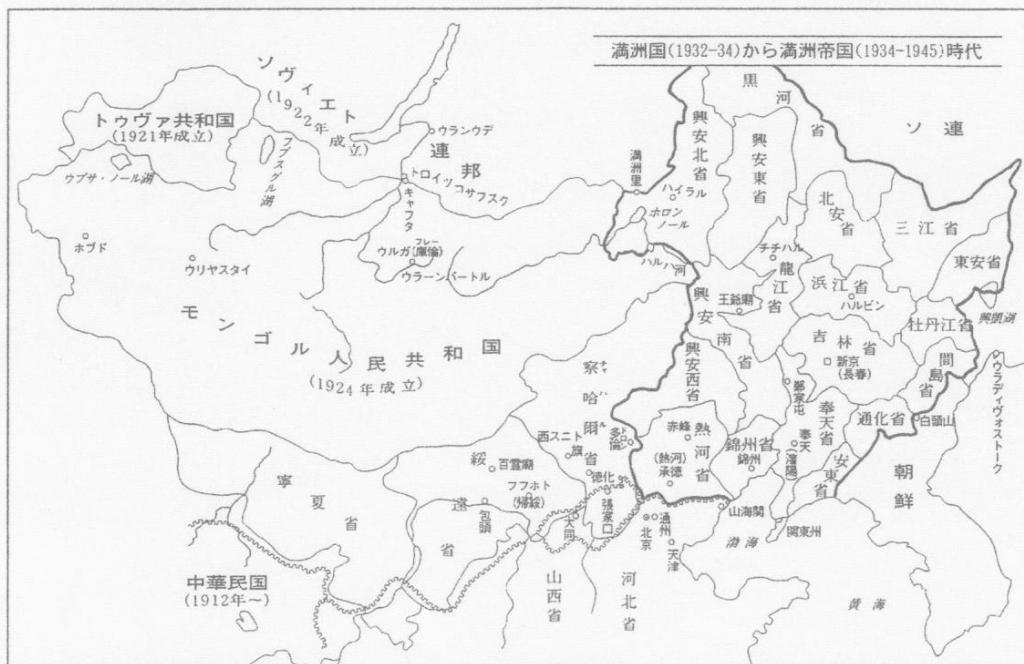 満洲国(1932-34)から満洲帝国(1934-1945)時代
ソヴィエト
(1922年成立)
連邦
トゥヴァ共和国
(1921年成立)
ウブサ・ノール湖
フブスグル湖
ウランウデ
トロイツコサフスク
キャフタ
ホブド
ウリヤスタイ
ウルガ(庫倫)
フレー
ウラーンバートル
モンゴル人民共和国
(1924年成立)
ソ連
黒河省
興安北省
興安東省
満洲里
ハイラル
ホロン
ノール
ハルハ河
北安省
三江省
東安省
チチハル
龍江省
浜江省
ハルビン
興凱湖
牡丹江省
王爺廟
興安南省
吉林省
新京
(長春)
間島省
興安西省
鄭家屯
奉天省
通化省
白頭山
ウラディヴォストーク
赤峰
熱河省
(熱河)
承徳
錦州省
錦州
奉天
(瀋陽)
安東省
朝鮮
察哈爾省
チャハル
多倫
ドロン
西スニト旗
徳化
綏遠省
百霊廟
フフホト
(帰綏)
包頭
大同
張家口
寧夏省
山海関
渤海
関東州
通州
北京
天津
中華民国
(1912年〜)
山西省
河北省
黄海